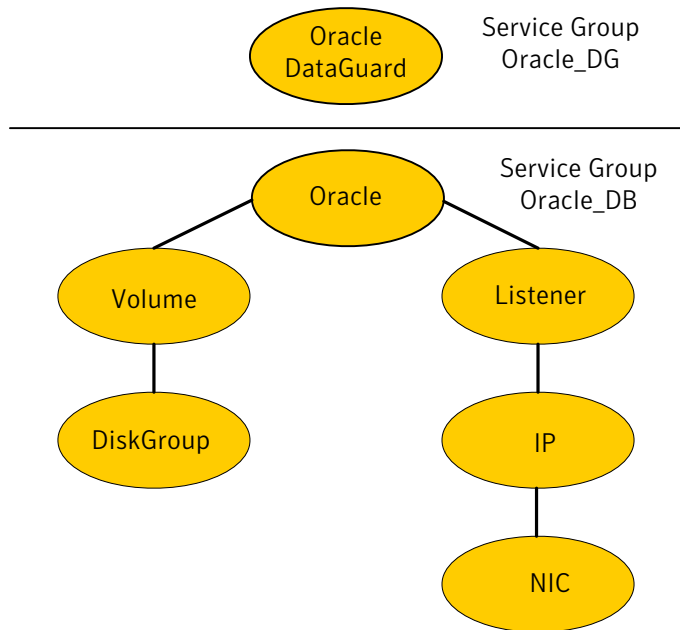 Oracle
DataGuard
Service Group
Oracle_DG
Service Group
Oracle_DB
Oracle
Volume
Listener
DiskGroup
IP
NIC